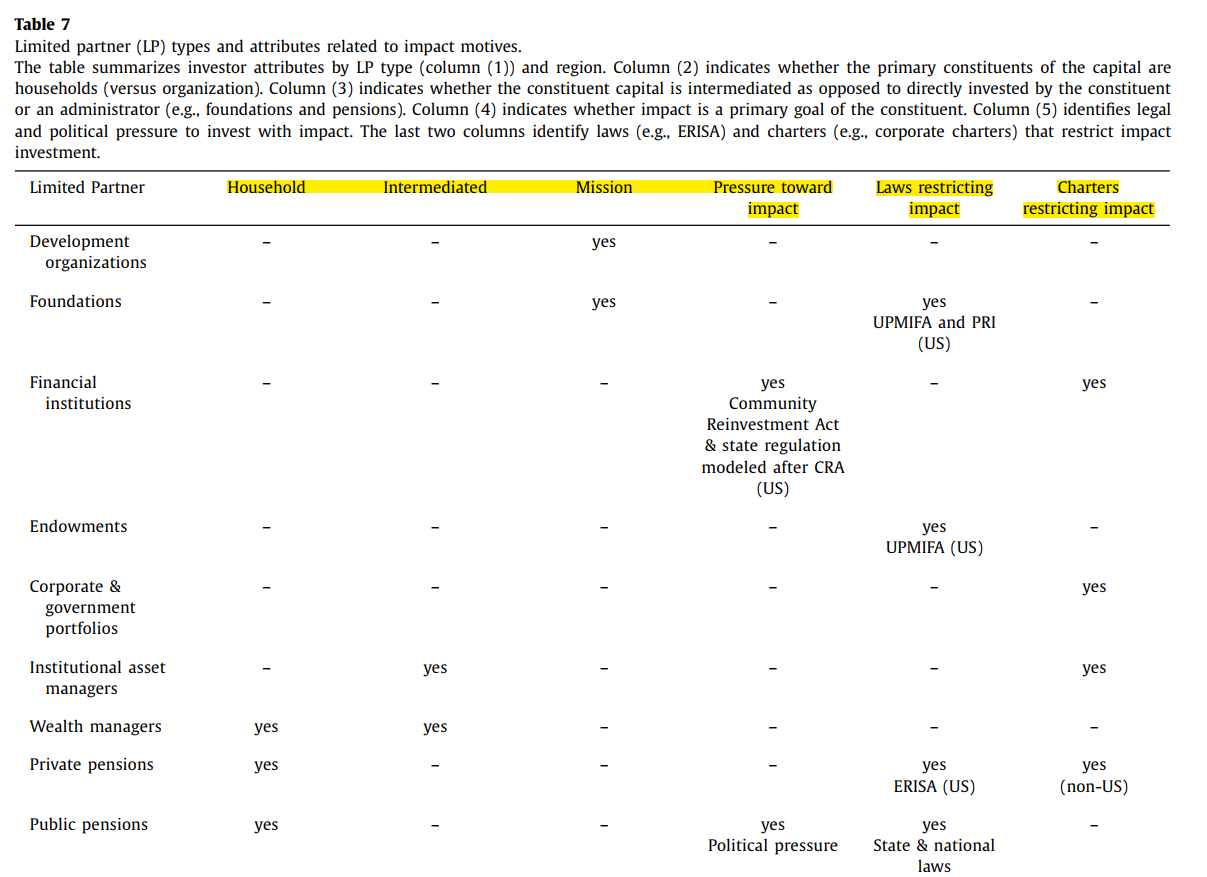 Table 7
Limited partner (LP) types and attributes related to impact motives.
The table summarizes investor attributes by LP type (column (1)) and region. Column (2) indicates whether the primary constituents of the capital are
households (versus organization). Column (3) indicates whether the constituent capital is intermediated as opposed to directly invested by the constituent
or an administrator (e.g., foundations and pensions). Column (4) indicates whether impact is a primary goal of the constituent. Column (5) identifies legal
and political pressure to invest with impact. The last two columns identify laws (e.g., ERISA) and charters (e.g., corporate charters) that restrict impact
investment.
Limited Partner Household Intermediated Mission Pressure toward Laws restricting Charters
impact impact restricting impact
Development – – yes – – –
organizations
Foundations – – yes – yes –
UPMIFA and PRI
(US)
Financial – – – yes – yes
institutions Community
Reinvestment Act
& state regulation
modeled after CRA
(US)
Endowments – – – – yes –
UPMIFA (US)
Corporate & – – – – – yes
government
portfolios
Institutional asset – yes – – – yes
managers
Wealth managers yes yes – – – –
Private pensions yes – – – yes yes
ERISA (US) (non-US)
Public pensions yes – – yes yes –
Political pressure State & national
laws